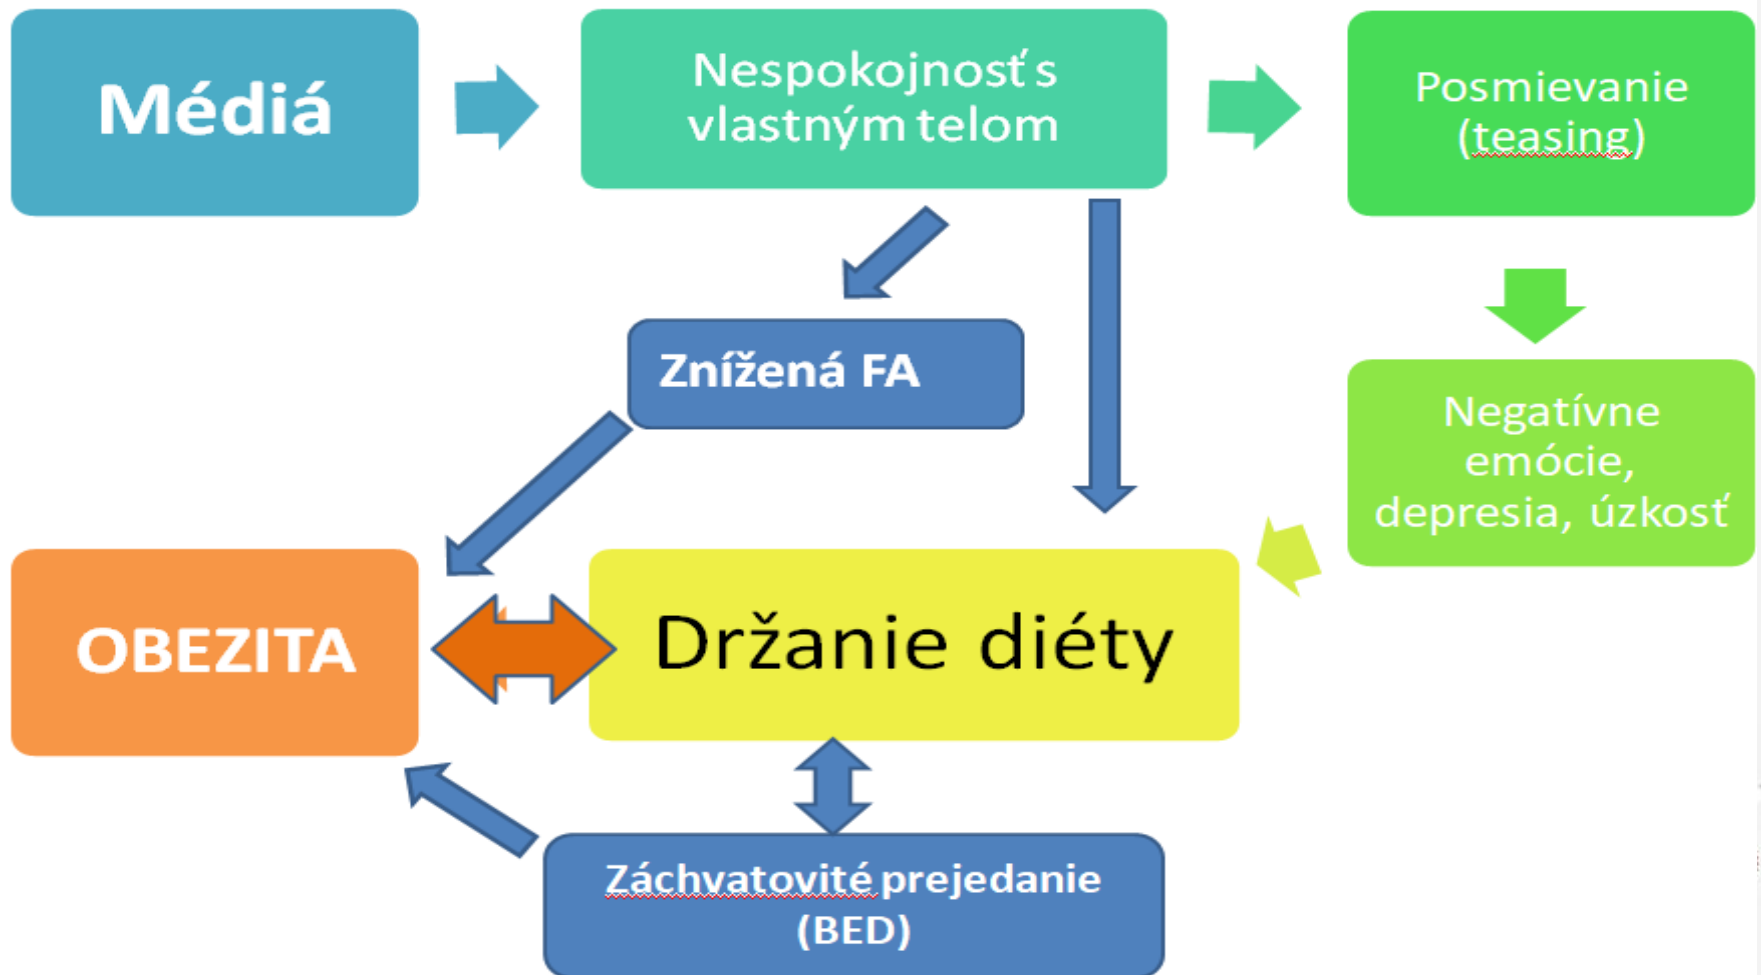 Médiá
Nespokojnosť s
vlastným telom
Posmievanie
(teasing)
Znížená FA
Negatívne
emócie,
depresia, úzkosť
OBEZITA
Držanie diéty
Záchvatovité prejedanie
(BED)